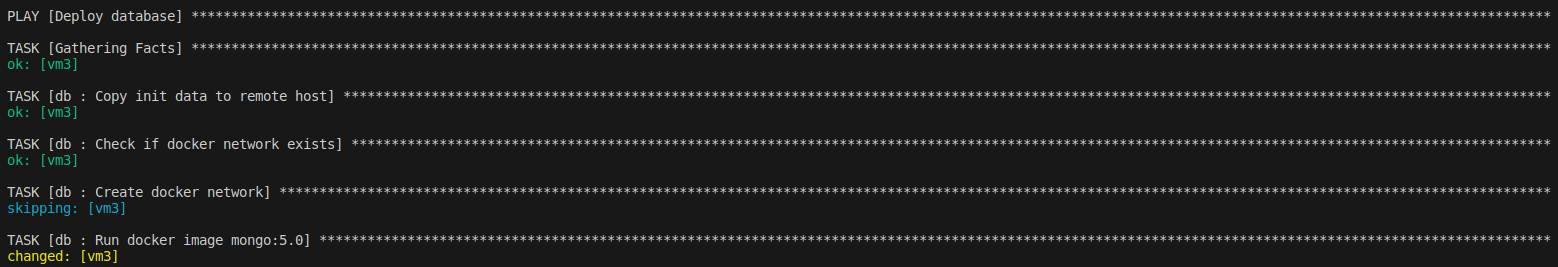 PLAY [Deploy database] **************************************************************************************************************************************************************************
TASK [Gathering Facts] **************************************************************************************************************************************************************************
ok: [vm3]
TASK [db : Copy init data to remote host] *******************************************************************************************************************************************************
ok: [vm3]
TASK [db : Check if docker network exists] ******************************************************************************************************************************************************
ok: [vm3]
TASK [db : Create docker network] ***************************************************************************************************************************************************************
skipping: [vm3]
TASK [db : Run docker image mongo:5.0] **********************************************************************************************************************************************************
changed: [vm3]